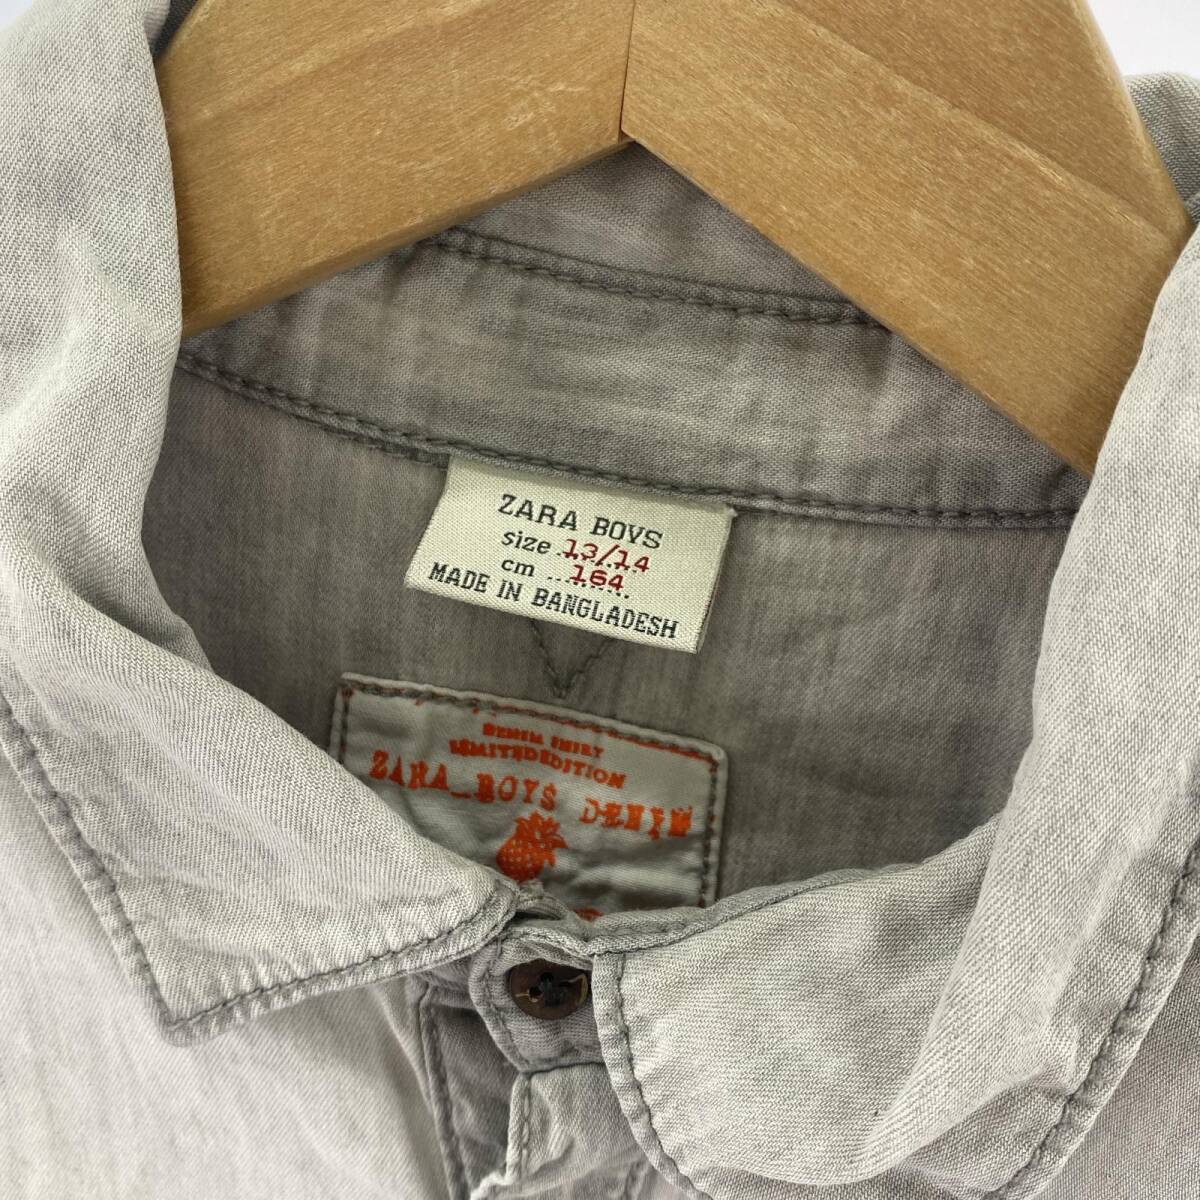 ZARA BOYS
size 13/14
cm 164
MADE IN BANGLADESH
DENIM SHIRT
LIMITED EDITION
ZARA_BOYS DENIM